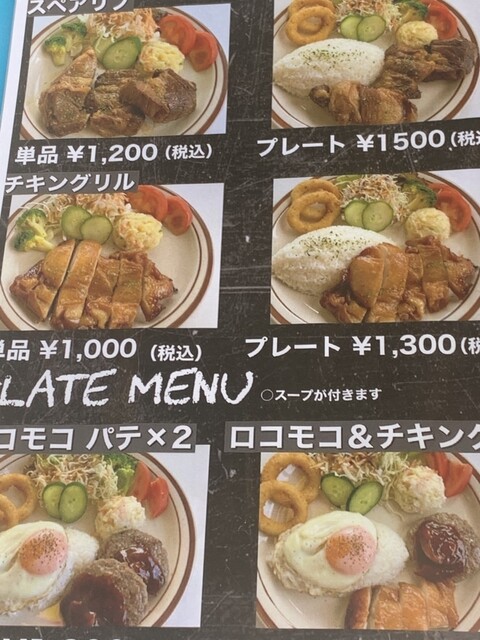 スペアリブ
単品 ¥1,200 (税込)
プレート ¥1500 (税
チキングリル
単品 ¥1,000 (税込)
プレート ¥1,300 (税
LATE MENU ○スープが付きます
コモコ パテ×2
ロコモコ&チキング